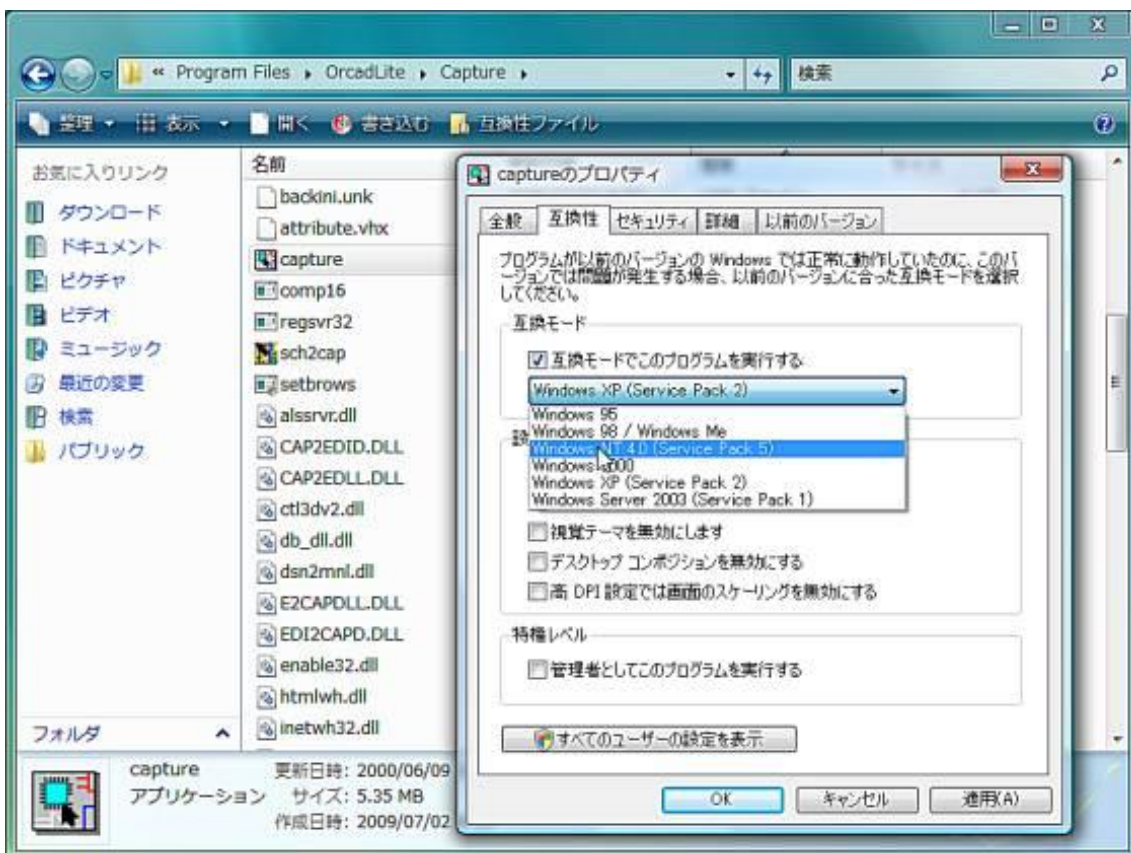 « Program Files ▸ OrcadLite ▸ Capture ▸
検索
整理
表示
開く
書き込む
互換性ファイル
お気に入りリンク
ダウンロード
ドキュメント
ピクチャ
ビデオ
ミュージック
最近の変更
検索
パブリック
フォルダ
名前
backini.unk
attribute.vhx
capture
comp16
regsvr32
sch2cap
setbrows
alssrvr.dll
CAP2EDID.DLL
CAP2EDLL.DLL
ctl3dv2.dll
db_dll.dll
dsn2mnl.dll
E2CAPDLL.DLL
EDI2CAPD.DLL
enable32.dll
htmlwh.dll
inetwh32.dll
captureのプロパティ
全般
互換性
セキュリティ
詳細
以前のバージョン
プログラムが以前のバージョンの Windows では正常に動作していたのに、このバ
ージョンでは問題が発生する場合、以前のバージョンに合った互換モードを選択
してください。
互換モード
互換モードでこのプログラムを実行する
Windows XP (Service Pack 2)
Windows 95
Windows 98 / Windows Me
Windows NT 4.0 (Service Pack 5)
Windows 2000
Windows XP (Service Pack 2)
Windows Server 2003 (Service Pack 1)
設
視覚テーマを無効にします
デスクトップ コンポジションを無効にする
高 DPI 設定では画面のスケーリングを無効にする
特権レベル
管理者としてこのプログラムを実行する
すべてのユーザーの設定を表示
OK
キャンセル
適用(A)
capture
アプリケーション
更新日時: 2000/06/09
サイズ: 5.35 MB
作成日時: 2009/07/02